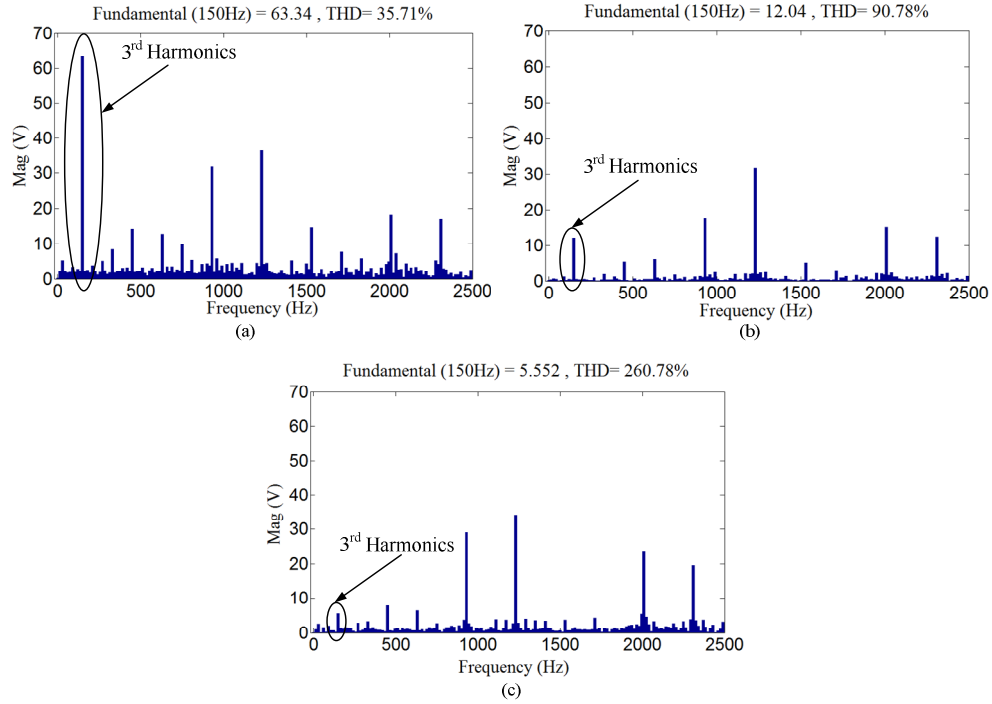 Fundamental (150Hz) = 63.34 , THD= 35.71%
70
60
50
40
30
20
10
0
Mag (V)
3rd Harmonics
0 500 1000 1500 2000 2500
Frequency (Hz)
(a)
Fundamental (150Hz) = 12.04 , THD= 90.78%
70
60
50
40
30
20
10
0
Mag (V)
3rd Harmonics
0 500 1000 1500 2000 2500
Frequency (Hz)
(b)
Fundamental (150Hz) = 5.552 , THD= 260.78%
70
60
50
40
30
20
10
0
Mag (V)
3rd Harmonics
0 500 1000 1500 2000 2500
Frequency (Hz)
(c)